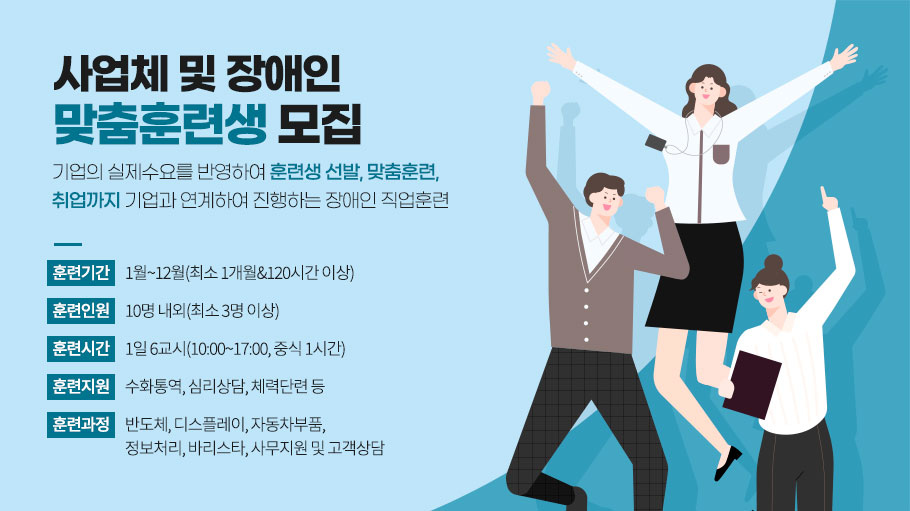 사업체 및 장애인
맞춤훈련생 모집
기업의 실제수요를 반영하여 훈련생 선발, 맞춤훈련,
취업까지 기업과 연계하여 진행하는 장애인 직업훈련
훈련기간 1월~12월(최소 1개월&120시간 이상)
훈련인원 10명 내외(최소 3명 이상)
훈련시간 1일 6교시(10:00~17:00, 중식 1시간)
훈련지원 수화통역, 심리상담, 체력단련 등
훈련과정 반도체, 디스플레이, 자동차부품,
정보처리, 바리스타, 사무지원 및 고객상담